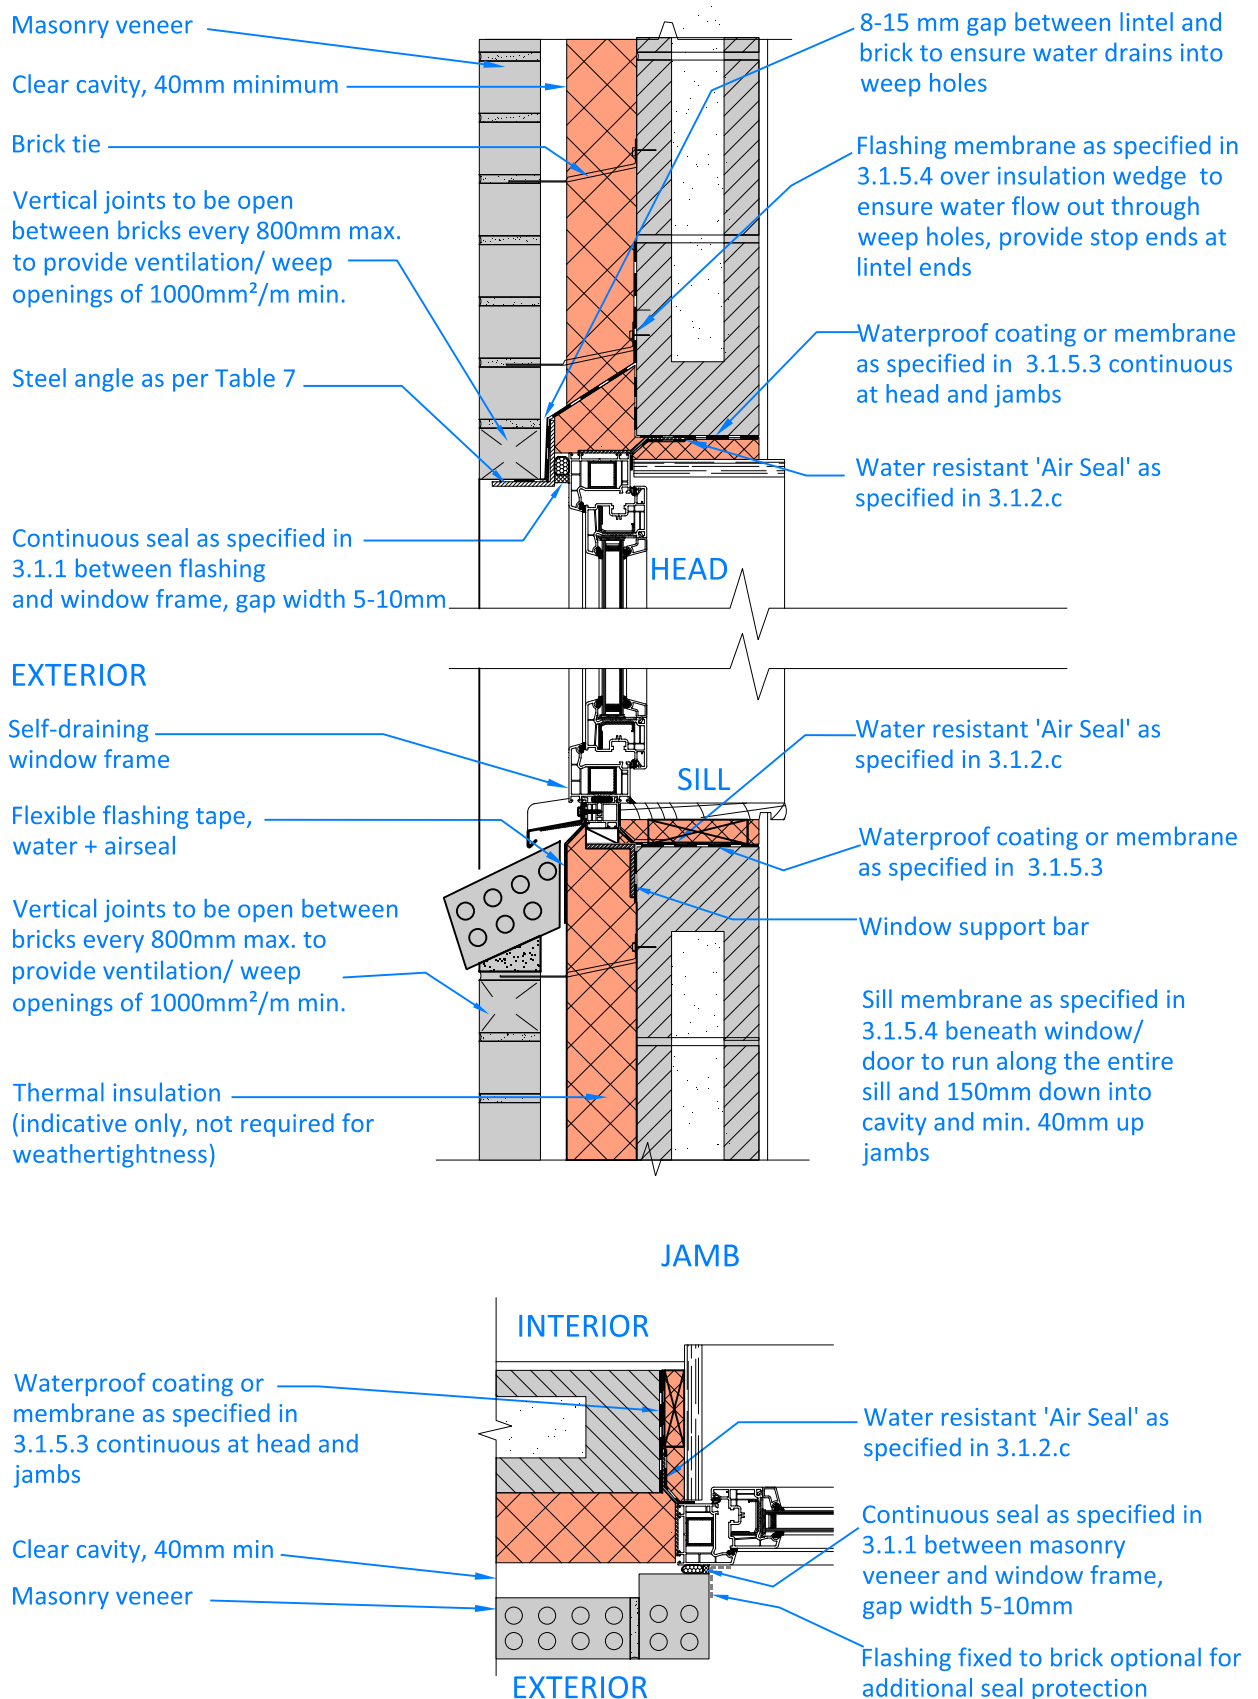 Masonry veneer
Clear cavity, 40mm minimum
Brick tie
Vertical joints to be open
between bricks every 800mm max.
to provide ventilation/ weep
openings of 1000mm²/m min.
Steel angle as per Table 7
Continuous seal as specified in
3.1.1 between flashing
and window frame, gap width 5-10mm
8-15 mm gap between lintel and
brick to ensure water drains into
weep holes
Flashing membrane as specified in
3.1.5.4 over insulation wedge to
ensure water flow out through
weep holes, provide stop ends at
lintel ends
Waterproof coating or membrane
as specified in 3.1.5.3 continuous
at head and jambs
Water resistant 'Air Seal' as
specified in 3.1.2.c
HEAD
EXTERIOR
Self-draining
window frame
Flexible flashing tape,
water + airseal
Vertical joints to be open between
bricks every 800mm max. to
provide ventilation/ weep
openings of 1000mm²/m min.
Thermal insulation
(indicative only, not required for
weathertightness)
SILL
Water resistant 'Air Seal' as
specified in 3.1.2.c
Waterproof coating or membrane
as specified in 3.1.5.3
Window support bar
Sill membrane as specified in
3.1.5.4 beneath window/
door to run along the entire
sill and 150mm down into
cavity and min. 40mm up
jambs
JAMB
INTERIOR
Waterproof coating or
membrane as specified in
3.1.5.3 continuous at head and
jambs
Clear cavity, 40mm min
Masonry veneer
Water resistant 'Air Seal' as
specified in 3.1.2.c
Continuous seal as specified in
3.1.1 between masonry
veneer and window frame,
gap width 5-10mm
Flashing fixed to brick optional for
additional seal protection
EXTERIOR